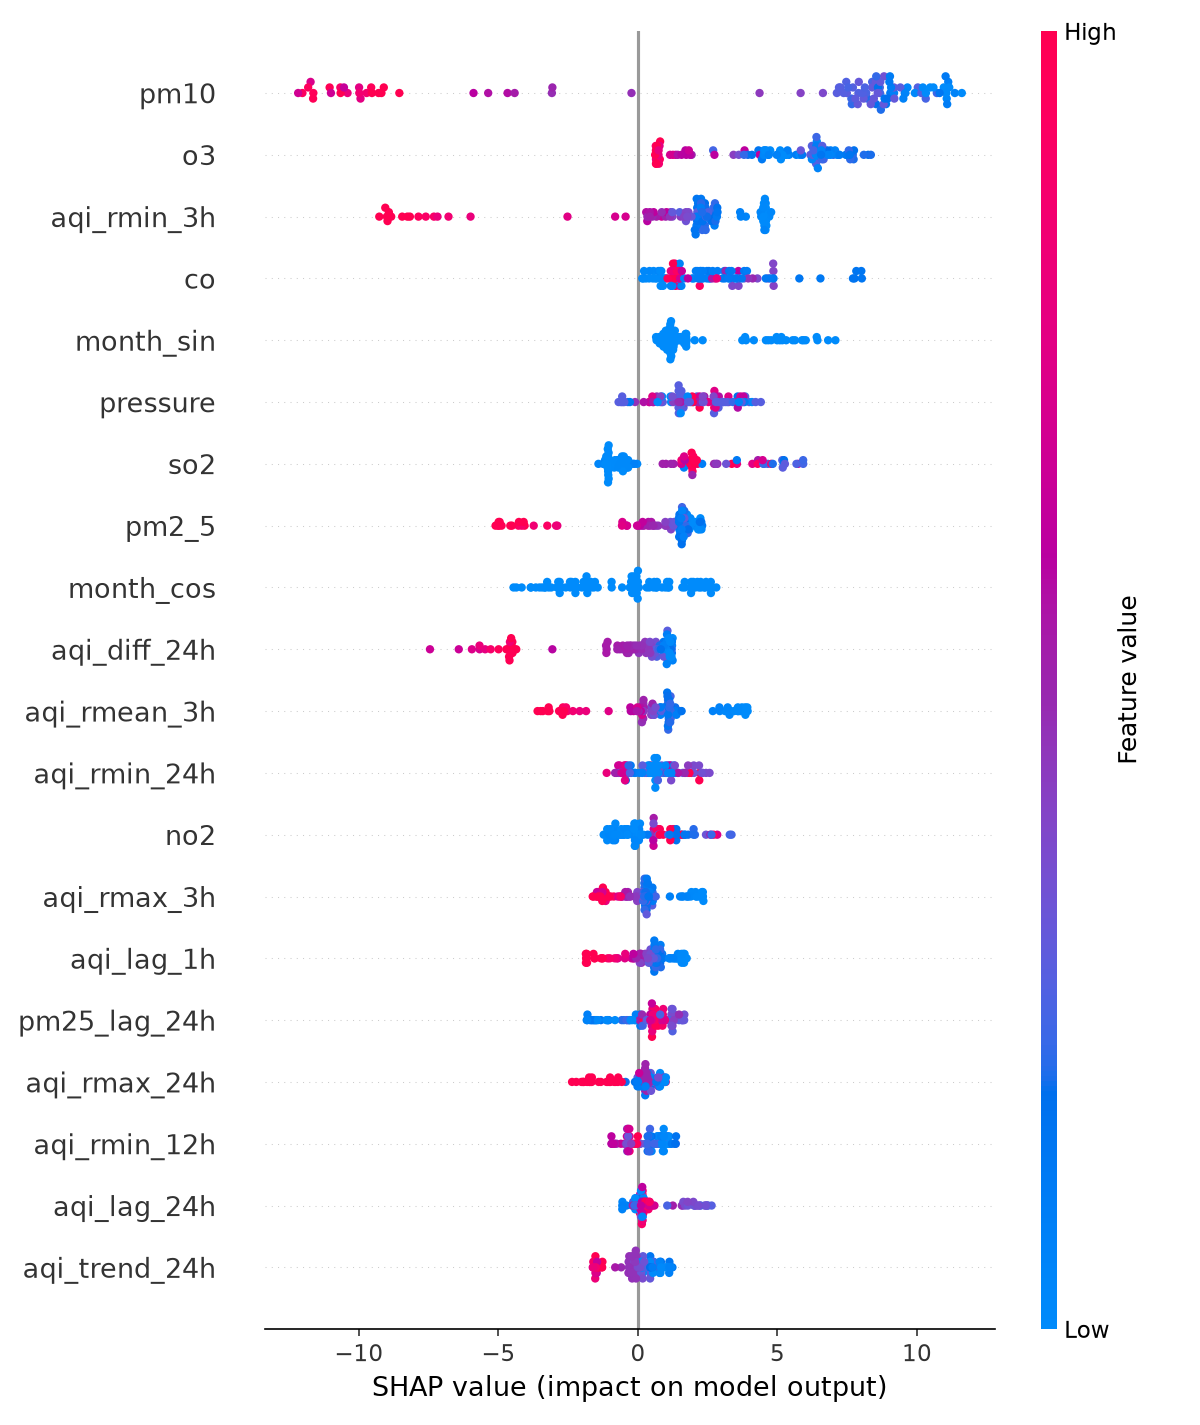 High
pm10
o3
aqi_rmin_3h
co
month_sin
pressure
so2
pm2_5
month_cos
aqi_diff_24h
aqi_rmean_3h
aqi_rmin_24h
no2
aqi_rmax_3h
aqi_lag_1h
pm25_lag_24h
aqi_rmax_24h
aqi_rmin_12h
aqi_lag_24h
aqi_trend_24h
Feature value
Low
−10 −5 0 5 10
SHAP value (impact on model output)